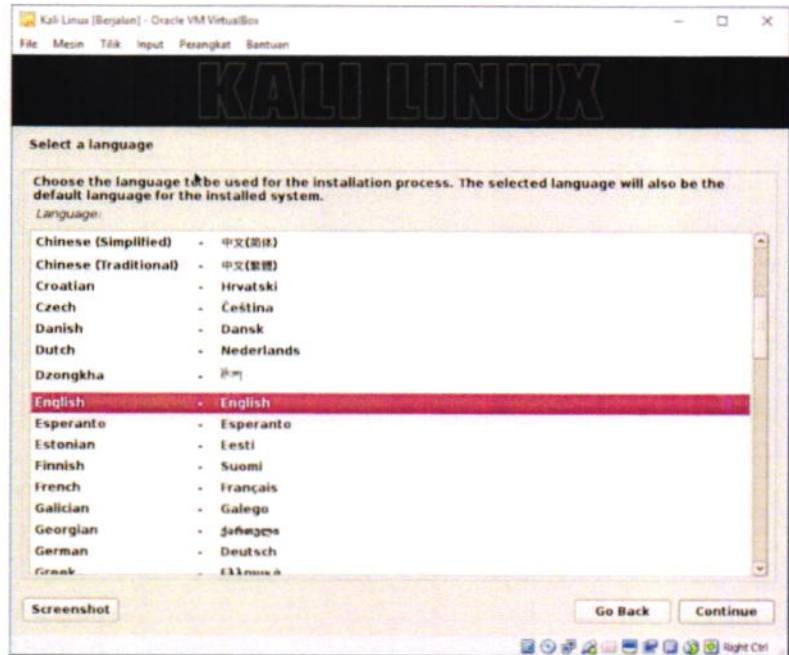 Kali Linux [Berjalan] - Oracle VM VirtualBox
File Mesin Tilik Input Perangkat Bantuan
KALI LINUX
Select a language
Choose the language to be used for the installation process. The selected language will also be the
default language for the installed system.
Language:
Chinese (Simplified) - 中文(简体)
Chinese (Traditional) - 中文(繁體)
Croatian - Hrvatski
Czech - Čeština
Danish - Dansk
Dutch - Nederlands
Dzongkha -
English - English
Esperanto - Esperanto
Estonian - Eesti
Finnish - Suomi
French - Français
Galician - Galego
Georgian - ქართული
German - Deutsch
Greek - Ελληνικά
Screenshot Go Back Continue
Right Ctrl